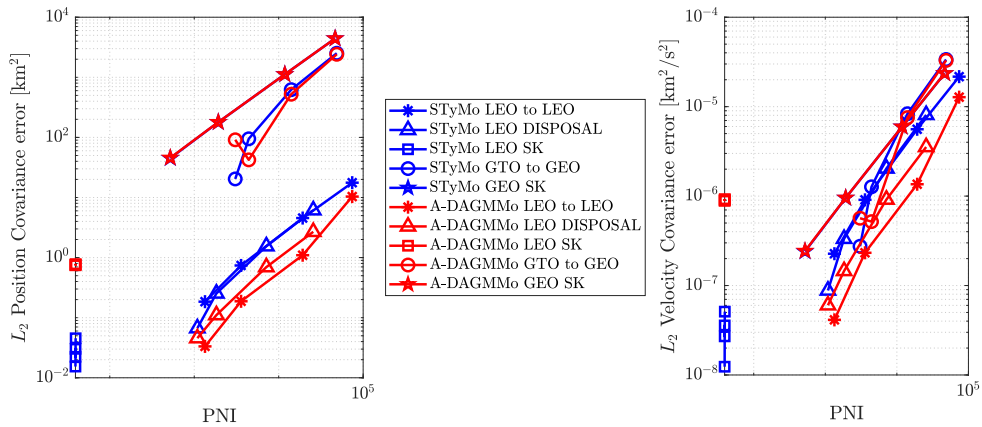 10^4
10^2
10^0
10^-2
10^5
L_2 Position Covariance error [km^2]
PNI
STyMo LEO to LEO
STyMo LEO DISPOSAL
STyMo LEO SK
STyMo GTO to GEO
STyMo GEO SK
A-DAGMMo LEO to LEO
A-DAGMMo LEO DISPOSAL
A-DAGMMo LEO SK
A-DAGMMo GTO to GEO
A-DAGMMo GEO SK
10^-4
10^-5
10^-6
10^-7
10^-8
10^5
L_2 Velocity Covariance error [km^2/s^2]
PNI